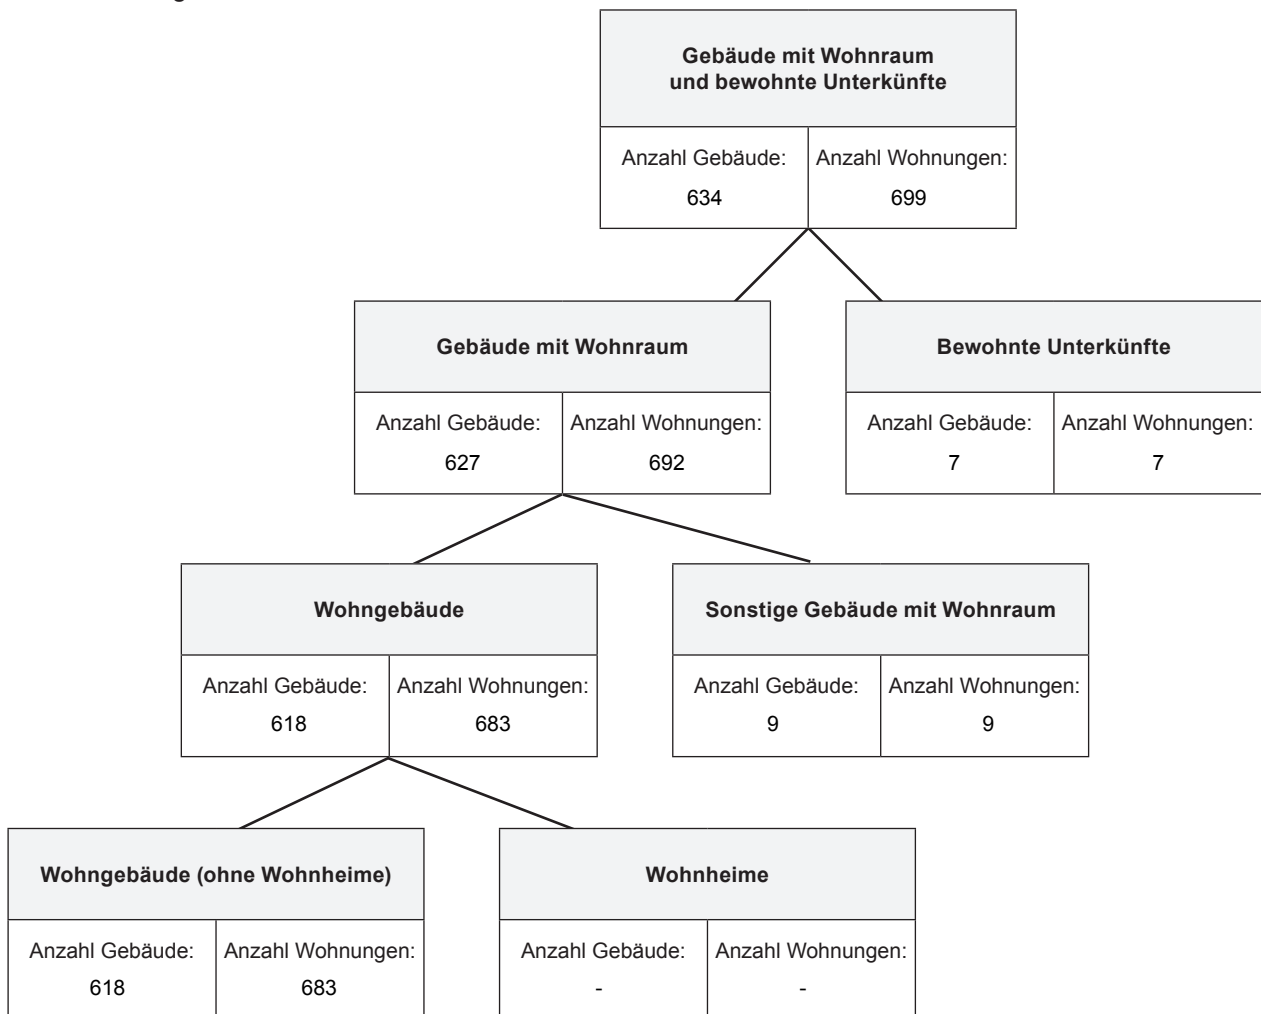 Gebäude mit Wohnraum
und bewohnte Unterkünfte
Anzahl Gebäude: Anzahl Wohnungen:
634 699
Gebäude mit Wohnraum
Anzahl Gebäude: Anzahl Wohnungen:
627 692
Bewohnte Unterkünfte
Anzahl Gebäude: Anzahl Wohnungen:
7 7
Wohngebäude
Anzahl Gebäude: Anzahl Wohnungen:
618 683
Sonstige Gebäude mit Wohnraum
Anzahl Gebäude: Anzahl Wohnungen:
9 9
Wohngebäude (ohne Wohnheime)
Anzahl Gebäude: Anzahl Wohnungen:
618 683
Wohnheime
Anzahl Gebäude: Anzahl Wohnungen:
- -